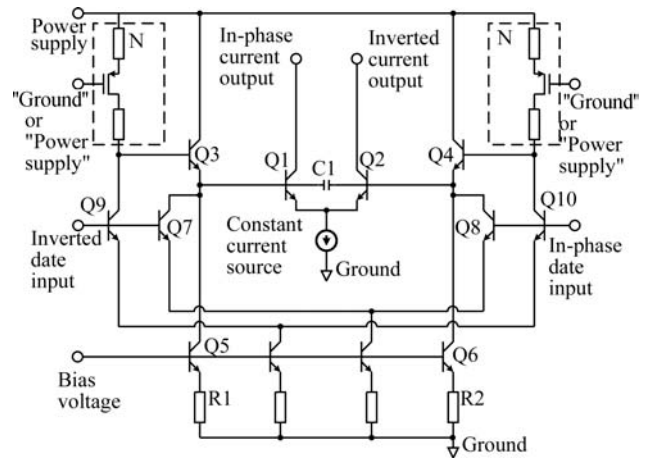 Power
supply
N
In-phase
current
output
Inverted
current
output
N
"Ground"
or
"Power
supply"
"Ground"
or
"Power
supply"
Q3
Q1
C1
Q2
Q4
Q9
Q7
Q8
Q10
Inverted
date
input
Constant
current
source
Ground
In-phase
date
input
Q5
Q6
Bias
voltage
R1
R2
Ground